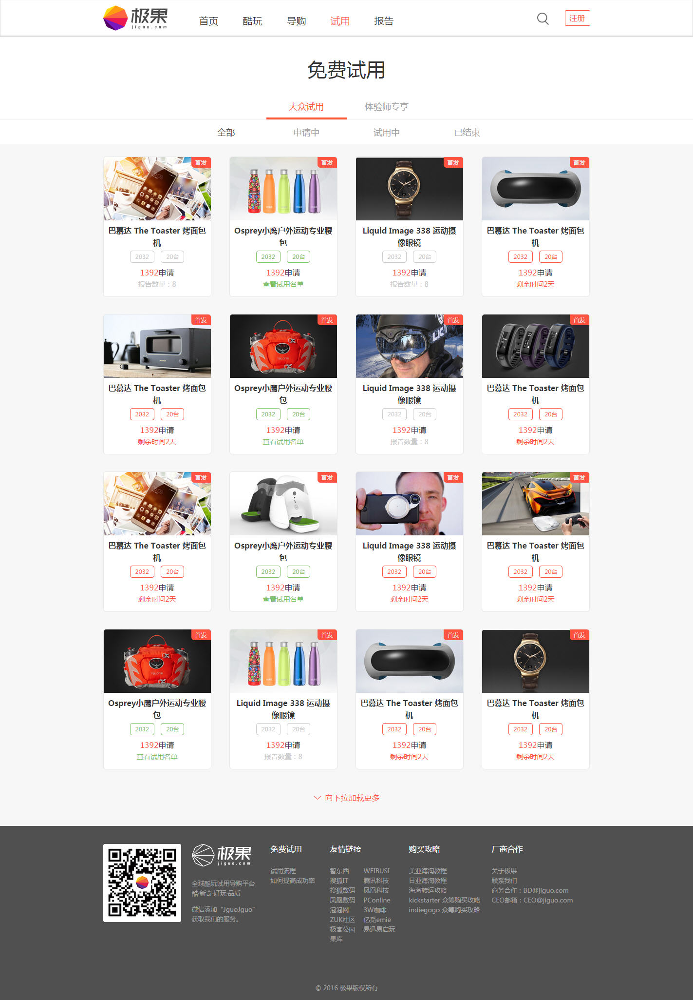 极果
jiguo.com
首页 酷玩 导购 试用 报告
注册
免费试用
大众试用 体验师专享
全部 申请中 试用中 已结束
首发 首发 首发 首发
巴慕达 The Toaster 烤面包机
2032 20台
1392申请
报告数量：8
Osprey小鹰户外运动专业腰包
2032 20台
1392申请
查看试用名单
Liquid Image 338 运动摄像眼镜
2032 20台
1392申请
报告数量：8
巴慕达 The Toaster 烤面包机
2032 20台
1392申请
剩余时间2天
首发 首发 首发 首发
巴慕达 The Toaster 烤面包机
2032 20台
1392申请
剩余时间2天
Osprey小鹰户外运动专业腰包
2032 20台
1392申请
查看试用名单
Liquid Image 338 运动摄像眼镜
2032 20台
1392申请
报告数量：8
巴慕达 The Toaster 烤面包机
2032 20台
1392申请
剩余时间2天
首发 首发 首发 首发
巴慕达 The Toaster 烤面包机
2032 20台
1392申请
剩余时间2天
Osprey小鹰户外运动专业腰包
2032 20台
1392申请
查看试用名单
Liquid Image 338 运动摄像眼镜
2032 20台
1392申请
剩余时间2天
巴慕达 The Toaster 烤面包机
2032 20台
1392申请
剩余时间2天
首发 首发 首发 首发
Osprey小鹰户外运动专业腰包
2032 20台
1392申请
查看试用名单
Liquid Image 338 运动摄像眼镜
2032 20台
1392申请
报告数量：8
巴慕达 The Toaster 烤面包机
2032 20台
1392申请
剩余时间2天
巴慕达 The Toaster 烤面包机
2032 20台
1392申请
剩余时间2天
向下拉加载更多
极果
jiguo.com
全球酷玩试用导购平台
酷·新奇·好玩·品质
微信添加“JguoJguo”
获取我们的服务。
免费试用
试用流程
如何提高成功率
友情链接
智东西 WEIBUSI
搜狐IT 腾讯科技
搜狐数码 凤凰科技
凤凰数码 PConline
泡泡网 3W咖啡
ZUK社区 亿觅emie
极客公园 易迅易启玩
果库
购买攻略
美亚海淘教程
日亚海淘教程
海淘转运攻略
kickstarter 众筹购买攻略
indiegogo 众筹购买攻略
厂商合作
关于极果
联系我们
商务合作：BD@jiguo.com
CEO邮箱：CEO@jiguo.com
© 2016 极果版权所有